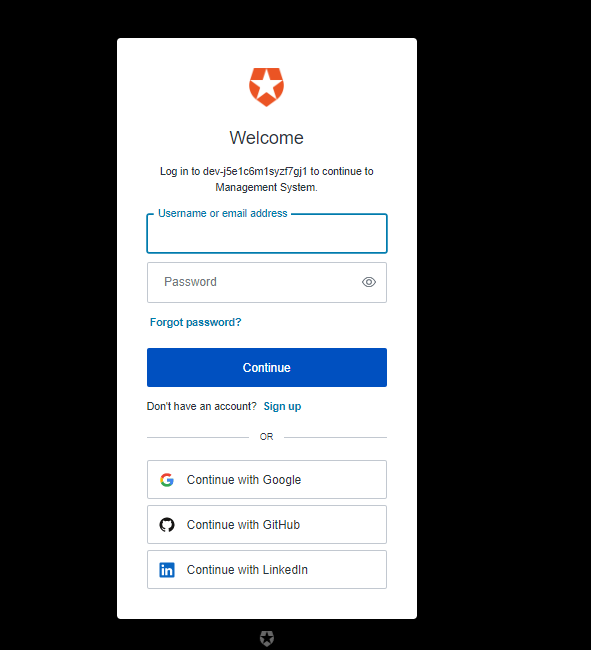 Welcome
Log in to dev-j5e1c6m1syzf7gj1 to continue to
Management System.
Username or email address
Password
Forgot password?
Continue
Don't have an account? Sign up
OR
Continue with Google
Continue with GitHub
Continue with LinkedIn